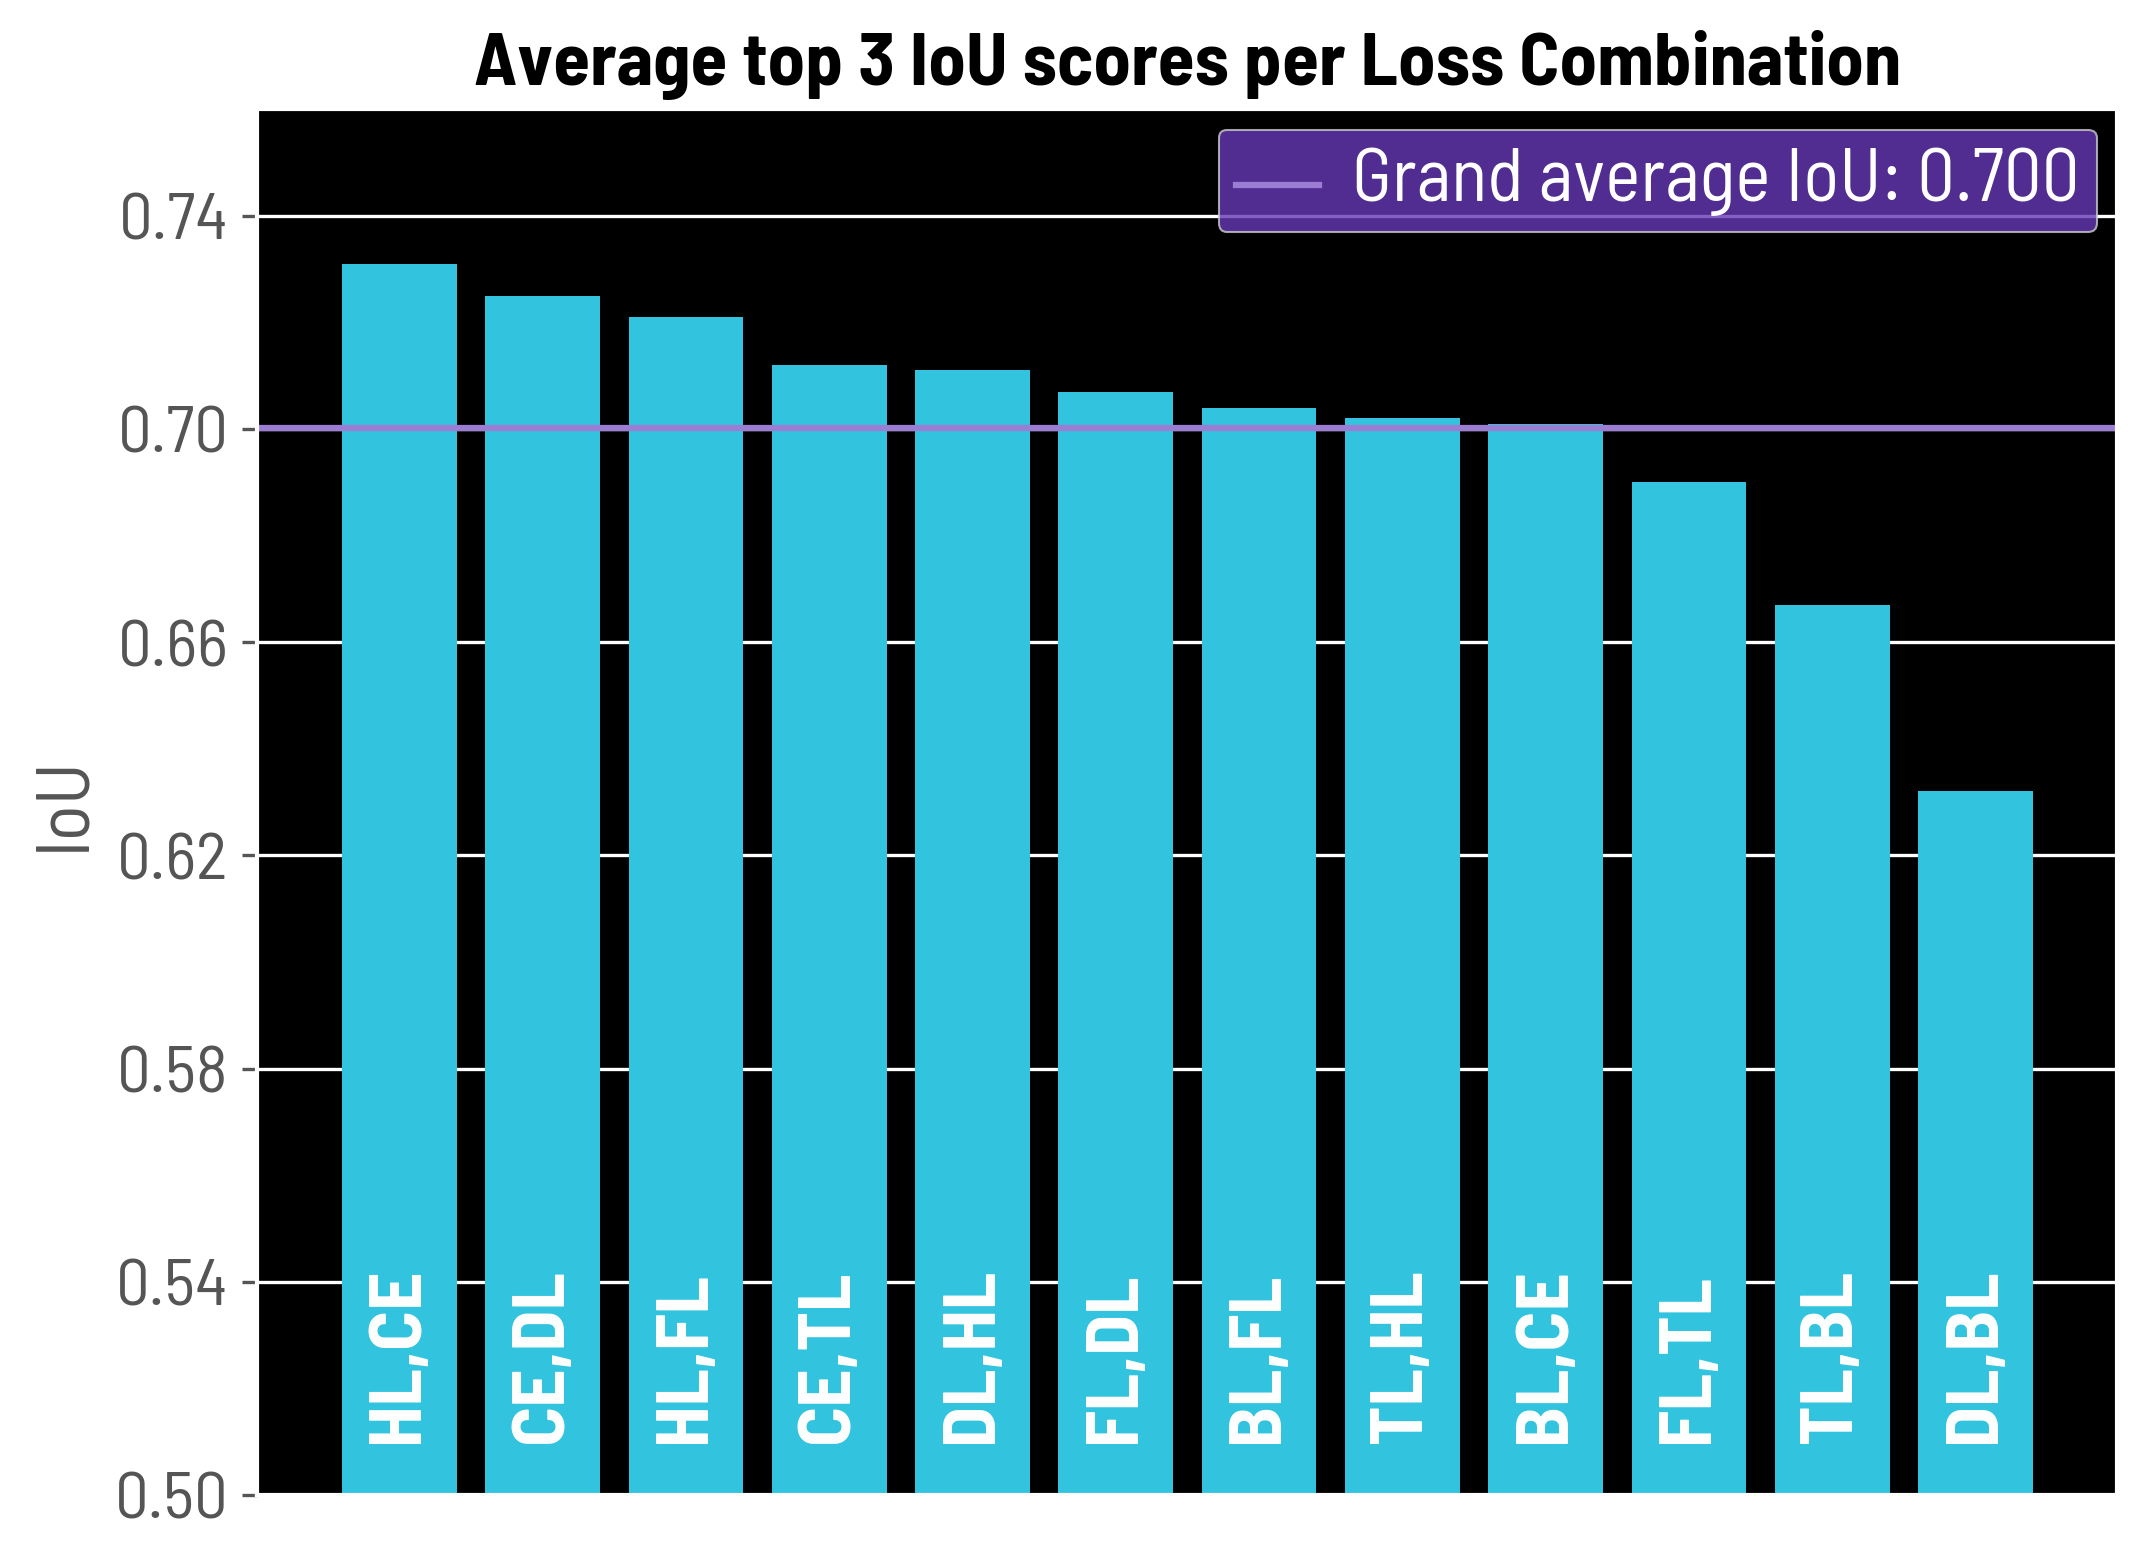 Average top 3 IoU scores per Loss Combination
Grand average IoU: 0.700
0.74
0.70
0.66
0.62
0.58
0.54
0.50
IoU
HL,CE
CE,DL
HL,FL
CE,TL
DL,HL
FL,DL
BL,FL
TL,HL
BL,CE
FL,TL
TL,BL
DL,BL